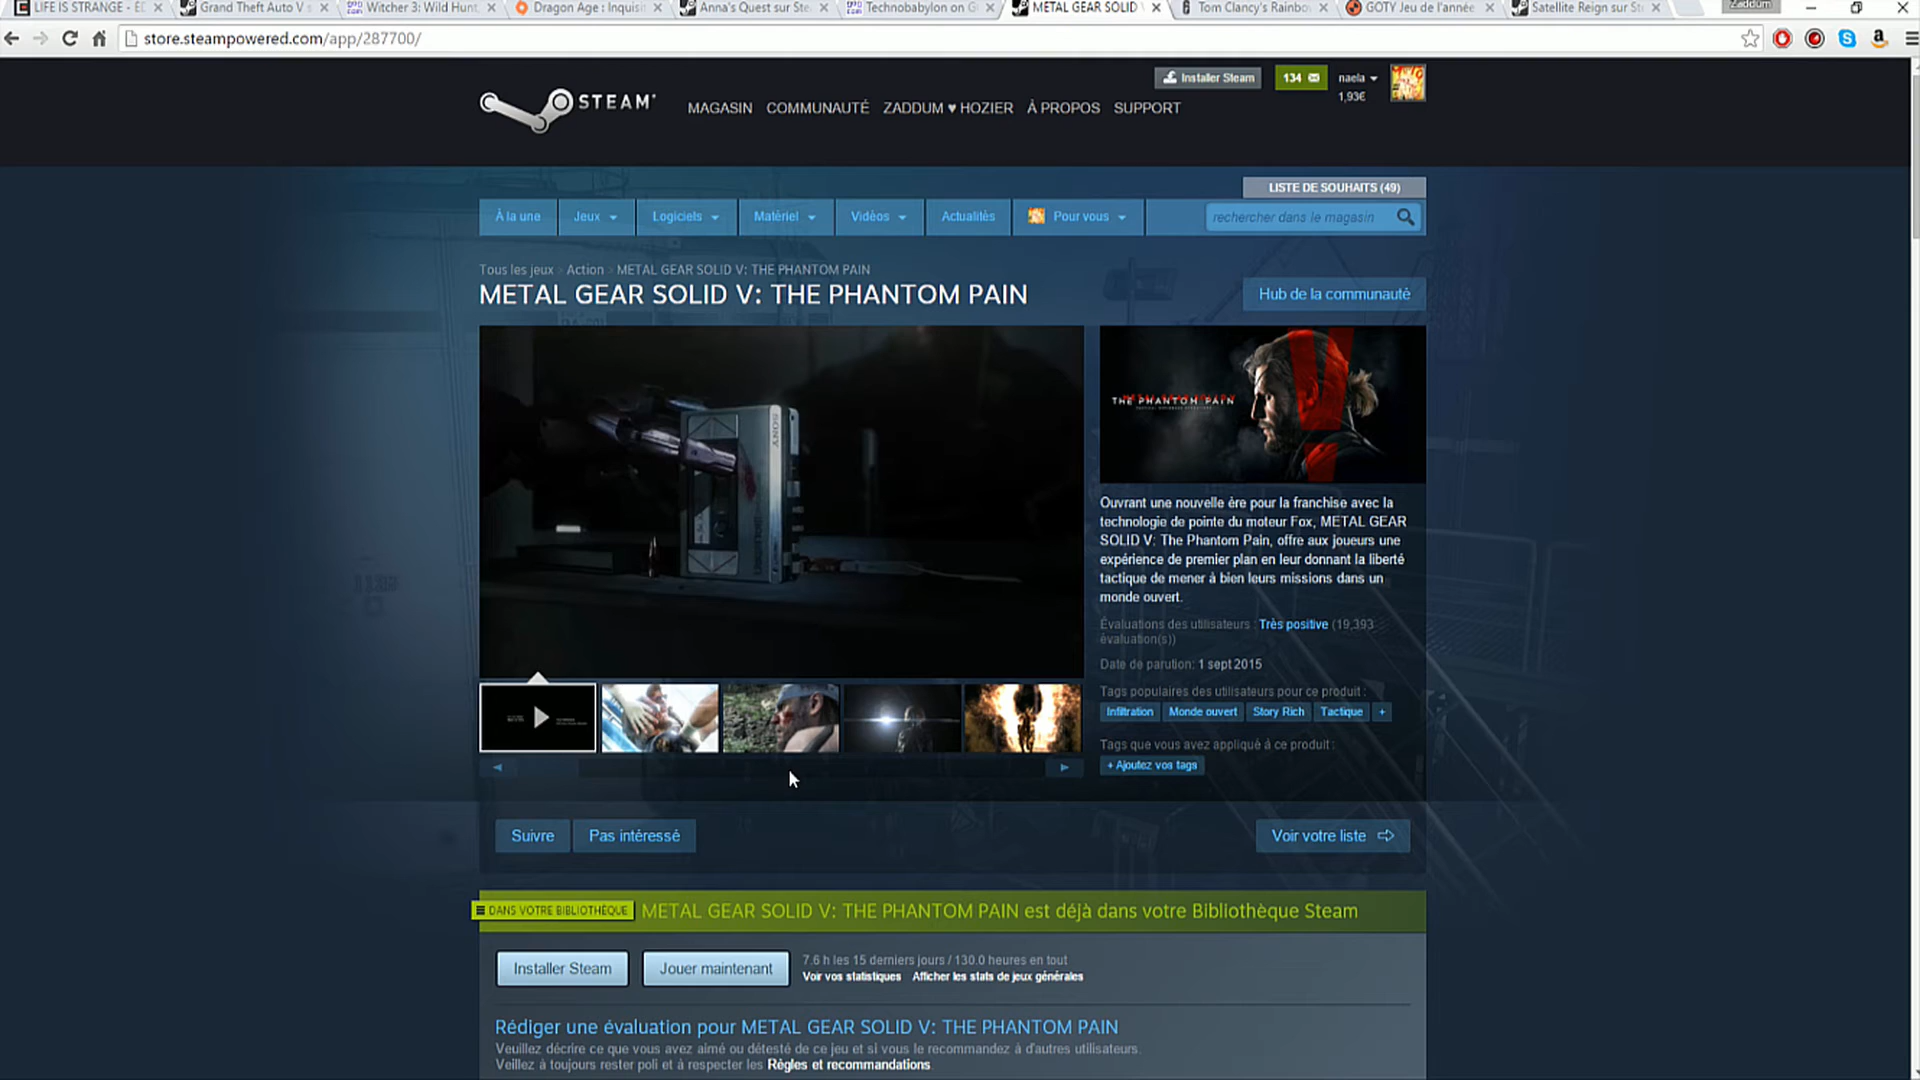 LIFE IS STRANGE - ÉD
Grand Theft Auto V s
Witcher 3: Wild Hunt,
Dragon Age : Inquisit
Anna's Quest sur Ste
Technobabylon on G
METAL GEAR SOLID V
Tom Clancy's Rainbow
GOTY Jeu de l'année
Satellite Reign sur St
Zaddum
store.steampowered.com/app/287700/
Installer Steam
134
naela
1,93€
STEAM
MAGASIN COMMUNAUTÉ ZADDUM ♥ HOZIER À PROPOS SUPPORT
LISTE DE SOUHAITS (49)
À la une
Jeux
Logiciels
Matériel
Vidéos
Actualités
Pour vous
rechercher dans le magasin
Tous les jeux > Action > METAL GEAR SOLID V: THE PHANTOM PAIN
METAL GEAR SOLID V: THE PHANTOM PAIN
Hub de la communauté
SONY
THE PHANTOM PAIN
Ouvrant une nouvelle ère pour la franchise avec la
technologie de pointe du moteur Fox, METAL GEAR
SOLID V: The Phantom Pain, offre aux joueurs une
expérience de premier plan en leur donnant la liberté
tactique de mener à bien leurs missions dans un
monde ouvert.
Évaluations des utilisateurs : Très positive (19,393
évaluation(s))
Date de parution: 1 sept 2015
Tags populaires des utilisateurs pour ce produit :
Infiltration
Monde ouvert
Story Rich
Tactique
+
Tags que vous avez appliqué à ce produit :
+ Ajoutez vos tags
Suivre
Pas intéressé
Voir votre liste
DANS VOTRE BIBLIOTHÈQUE
METAL GEAR SOLID V: THE PHANTOM PAIN est déjà dans votre Bibliothèque Steam
Installer Steam
Jouer maintenant
7.6 h les 15 derniers jours / 130.0 heures en tout
Voir vos statistiques Afficher les stats de jeux générales
Rédiger une évaluation pour METAL GEAR SOLID V: THE PHANTOM PAIN
Veuillez décrire ce que vous avez aimé ou détesté de ce jeu et si vous le recommandez à d'autres utilisateurs.
Veillez à toujours rester poli et à respecter les Règles et recommandations.